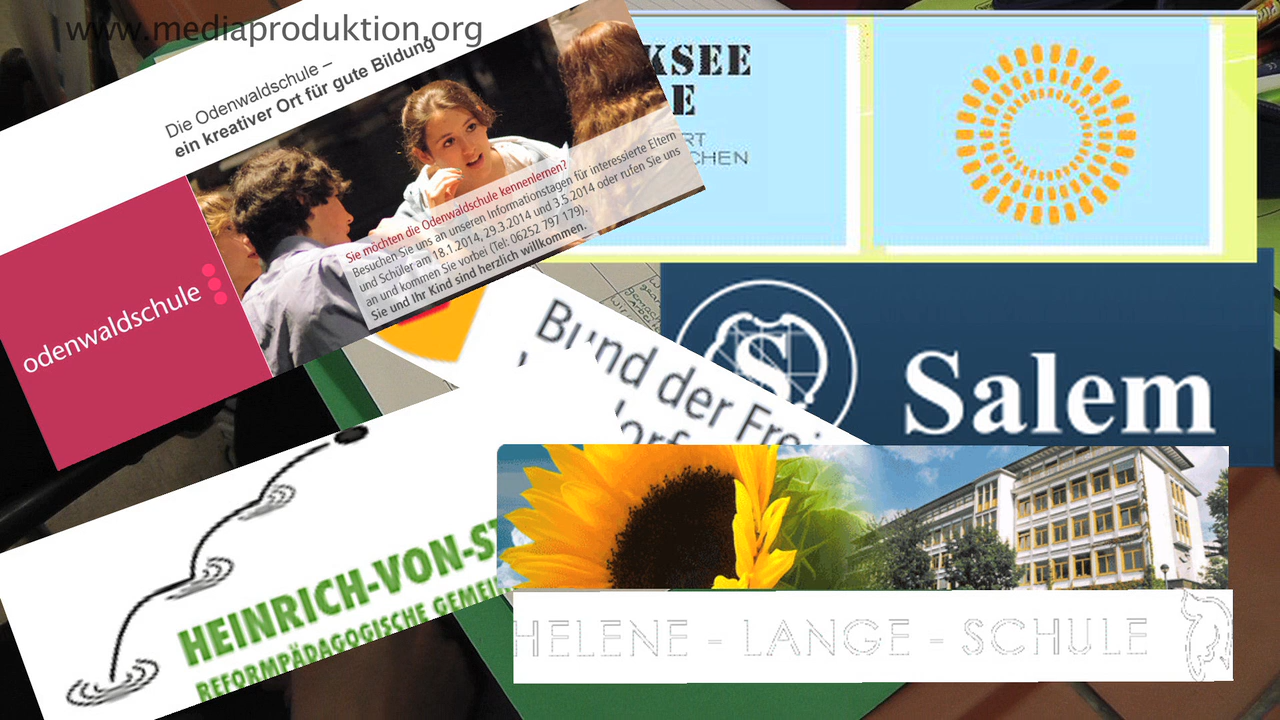 www.mediaproduktion.org
Die Odenwaldschule –
ein kreativer Ort für gute Bildung
odenwaldschule
Sie möchten die Odenwaldschule kennenlernen?
Besuchen Sie uns an unseren Informationstagen für interessierte Eltern
und Schüler am 18.1.2014, 29.3.2014 und 3.5.2014 oder rufen Sie uns
an und kommen Sie vorbei (Tel: 06252 797 179).
Sie und Ihr Kind sind herzlich willkommen.
KSEE
E
RT
CHEN
Bund der Frei
dorf
S
Salem
HEINRICH-VON-ST
REFORMPÄDAGOGISCHE GEMEIN
HELENE - LANGE - SCHULE